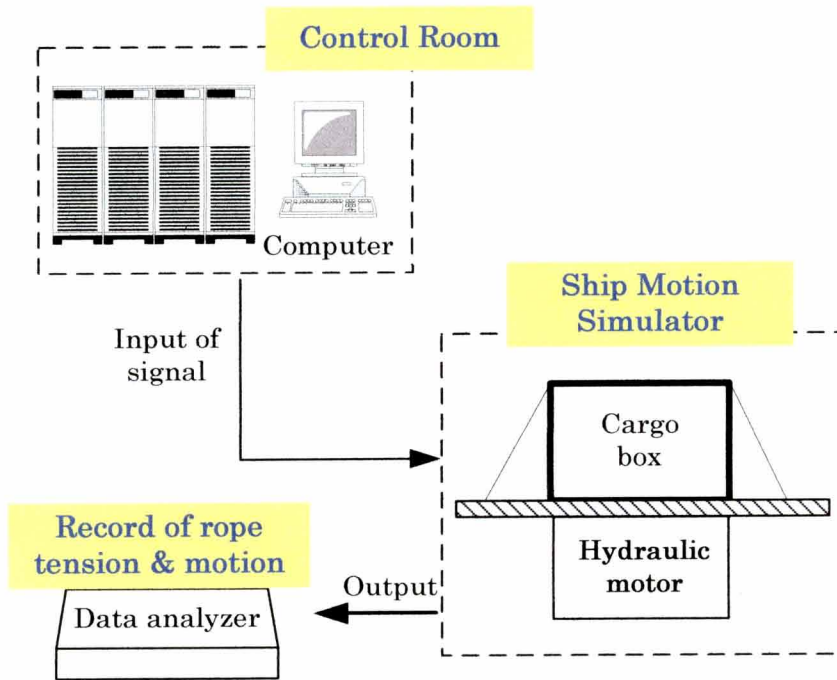 Control Room
Computer
Input of
signal
Ship Motion
Simulator
Cargo
box
Hydraulic
motor
Record of rope
tension & motion
Output
Data analyzer